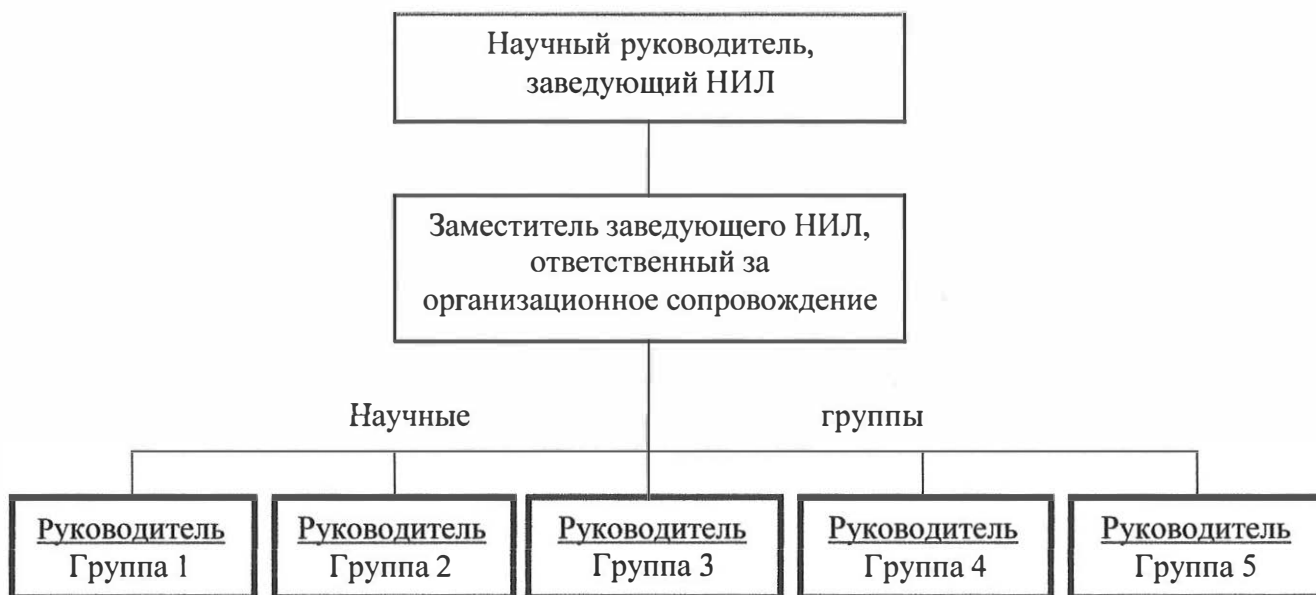 Научный руководитель,
заведующий НИЛ
Заместитель заведующего НИЛ,
ответственный за
организационное сопровождение
Научные группы
Руководитель
Группа 1
Руководитель
Группа 2
Руководитель
Группа 3
Руководитель
Группа 4
Руководитель
Группа 5